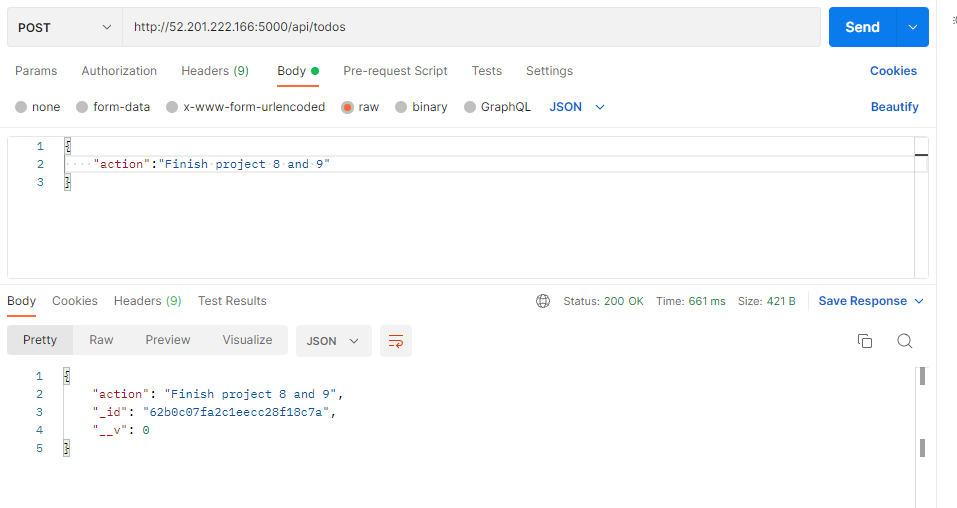 POST http://52.201.222.166:5000/api/todos Send
Params Authorization Headers (9) Body Pre-request Script Tests Settings Cookies
none form-data x-www-form-urlencoded raw binary GraphQL JSON Beautify
1 {
2 "action":"Finish project 8 and 9"
3 }
Body Cookies Headers (9) Test Results Status: 200 OK Time: 661 ms Size: 421 B Save Response
Pretty Raw Preview Visualize JSON
1 {
2 "action": "Finish project 8 and 9",
3 "_id": "62b0c07fa2c1eecc28f18c7a",
4 "__v": 0
5 }